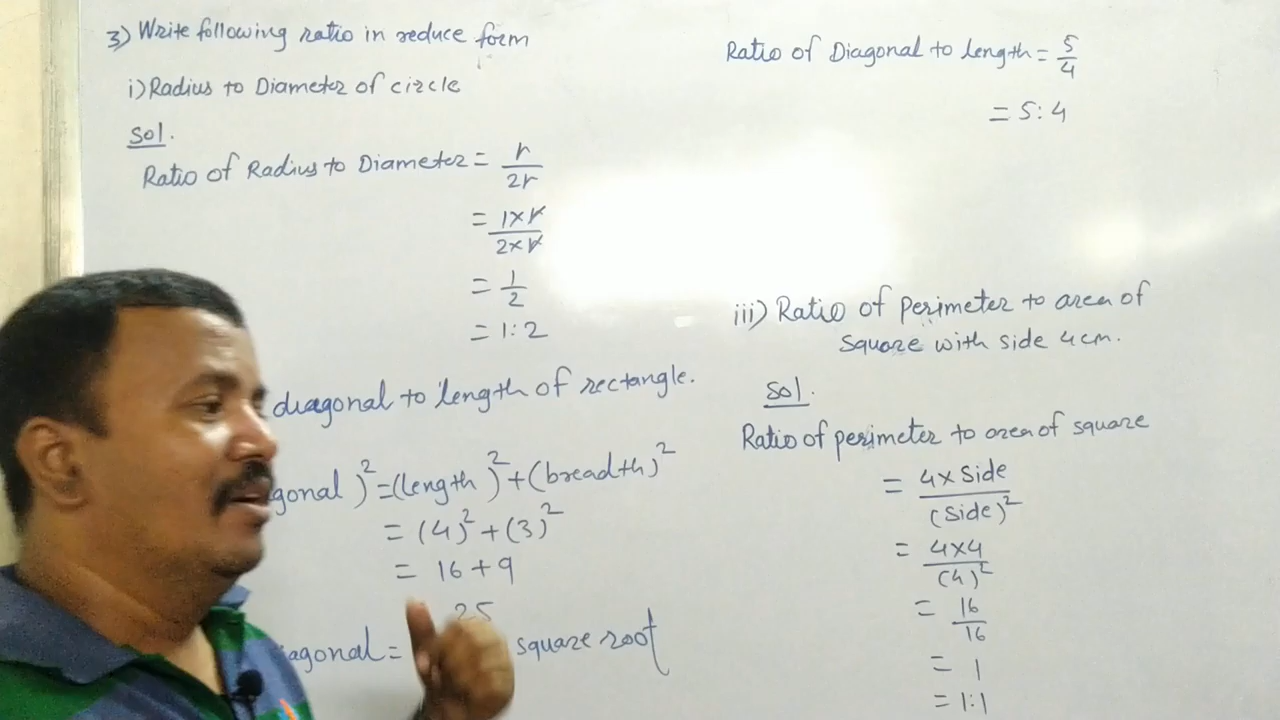 3) Write following ratio in reduce form
i) Radius to Diameter of circle
Sol.
Ratio of Radius to Diameter = r/2r
= 1×r/2×r
= 1/2
= 1:2
diagonal to length of rectangle.
gonal )² = (length)² + (breadth)²
= (4)² + (3)²
= 16 + 9
25
iagonal = square root
Ratio of Diagonal to length = 5/4
= 5:4
iii) Ratio of perimeter to area of
square with side 4cm.
Sol.
Ratio of perimeter to area of square
= 4×Side/(Side)²
= 4×4/(4)²
= 16/16
= 1
= 1:1